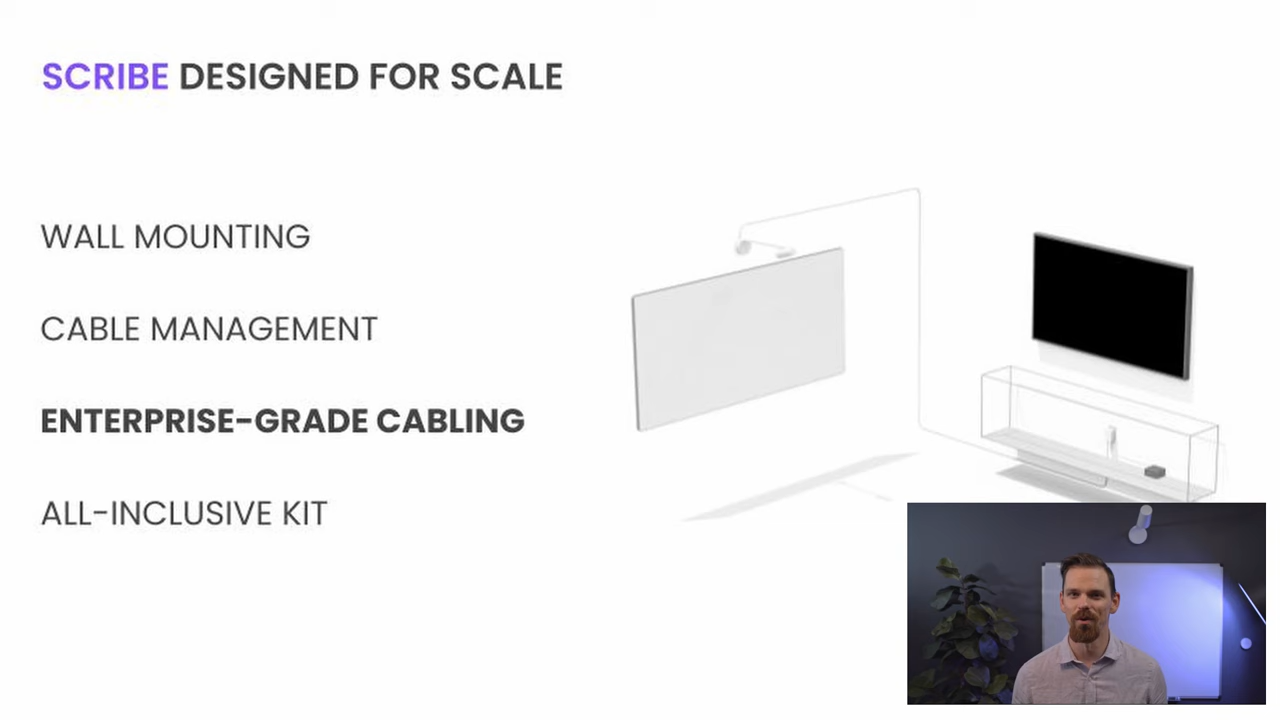 SCRIBE DESIGNED FOR SCALE
WALL MOUNTING
CABLE MANAGEMENT
ENTERPRISE-GRADE CABLING
ALL-INCLUSIVE KIT